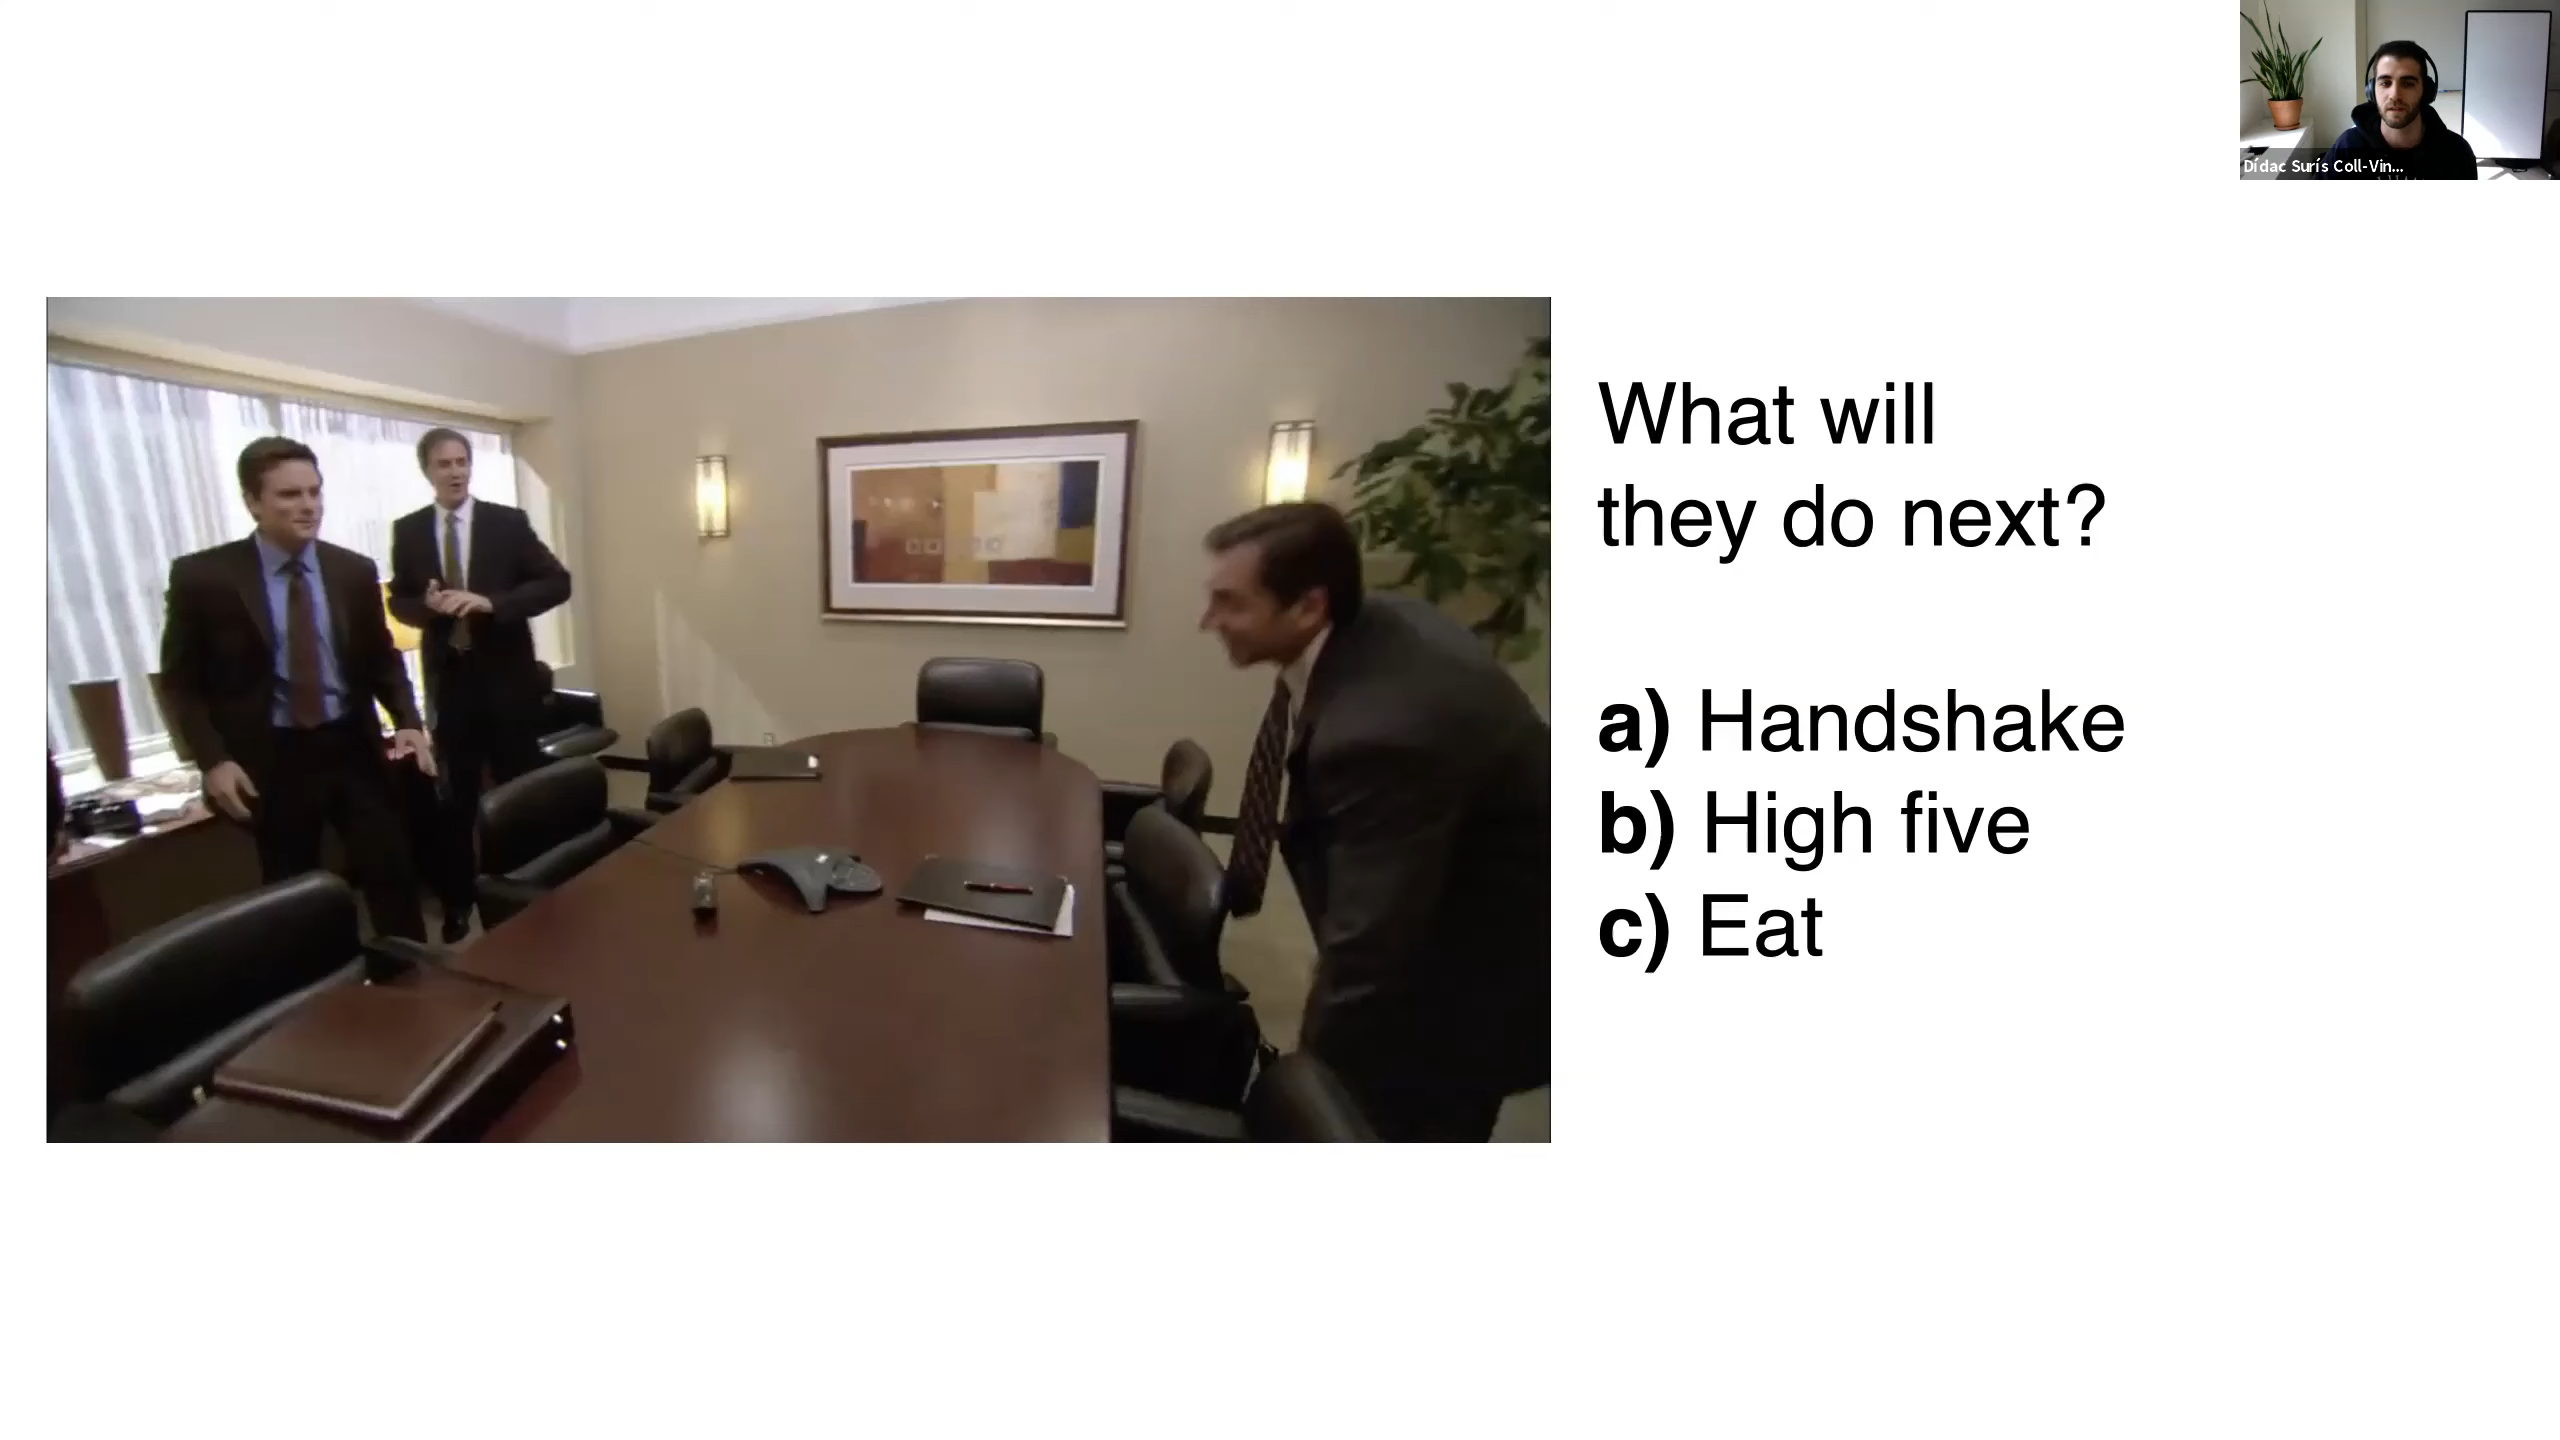 Dídac Surís Coll-Vin...
What will
they do next?
a) Handshake
b) High five
c) Eat